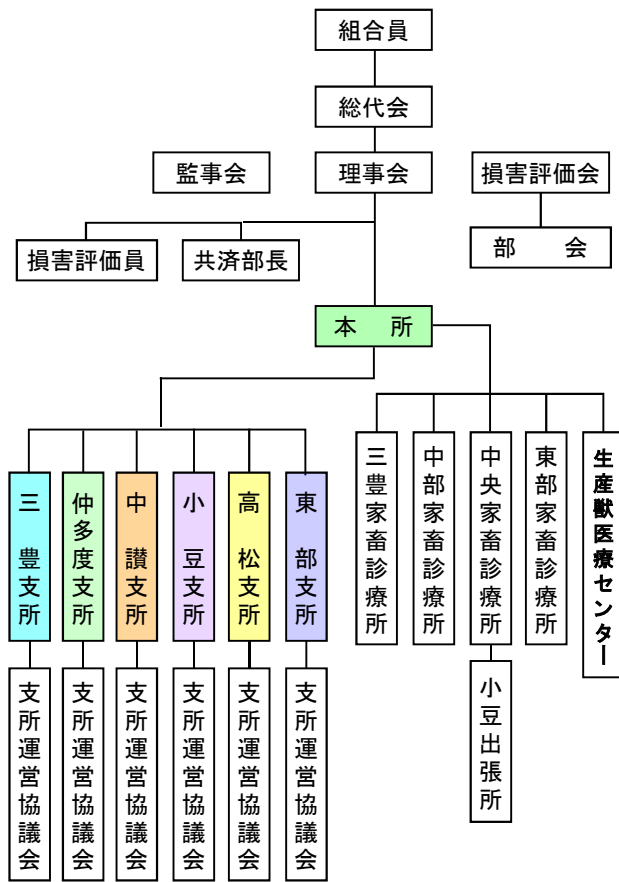 組合員
総代会
監事会
理事会
損害評価会
損害評価員
共済部長
部　会
本　所
三豊支所
仲多度支所
中讃支所
小豆支所
高松支所
東部支所
三豊家畜診療所
中部家畜診療所
中央家畜診療所
東部家畜診療所
生産獣医療センター
小豆出張所
支所運営協議会
支所運営協議会
支所運営協議会
支所運営協議会
支所運営協議会
支所運営協議会